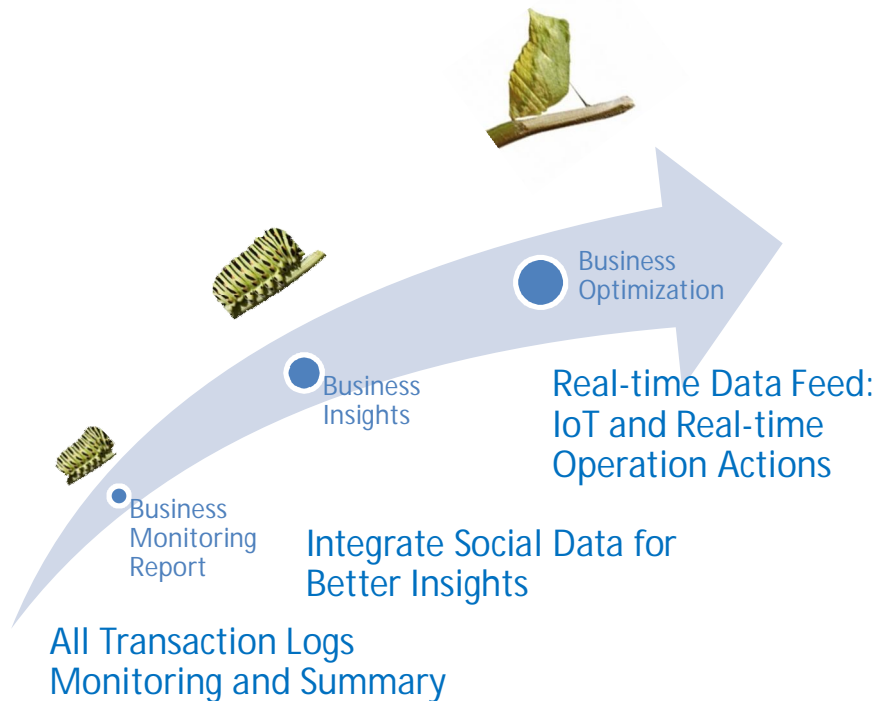 Business
Optimization
Real-time Data Feed:
IoT and Real-time
Operation Actions
Business
Insights
Integrate Social Data for
Better Insights
Business
Monitoring
Report
All Transaction Logs
Monitoring and Summary